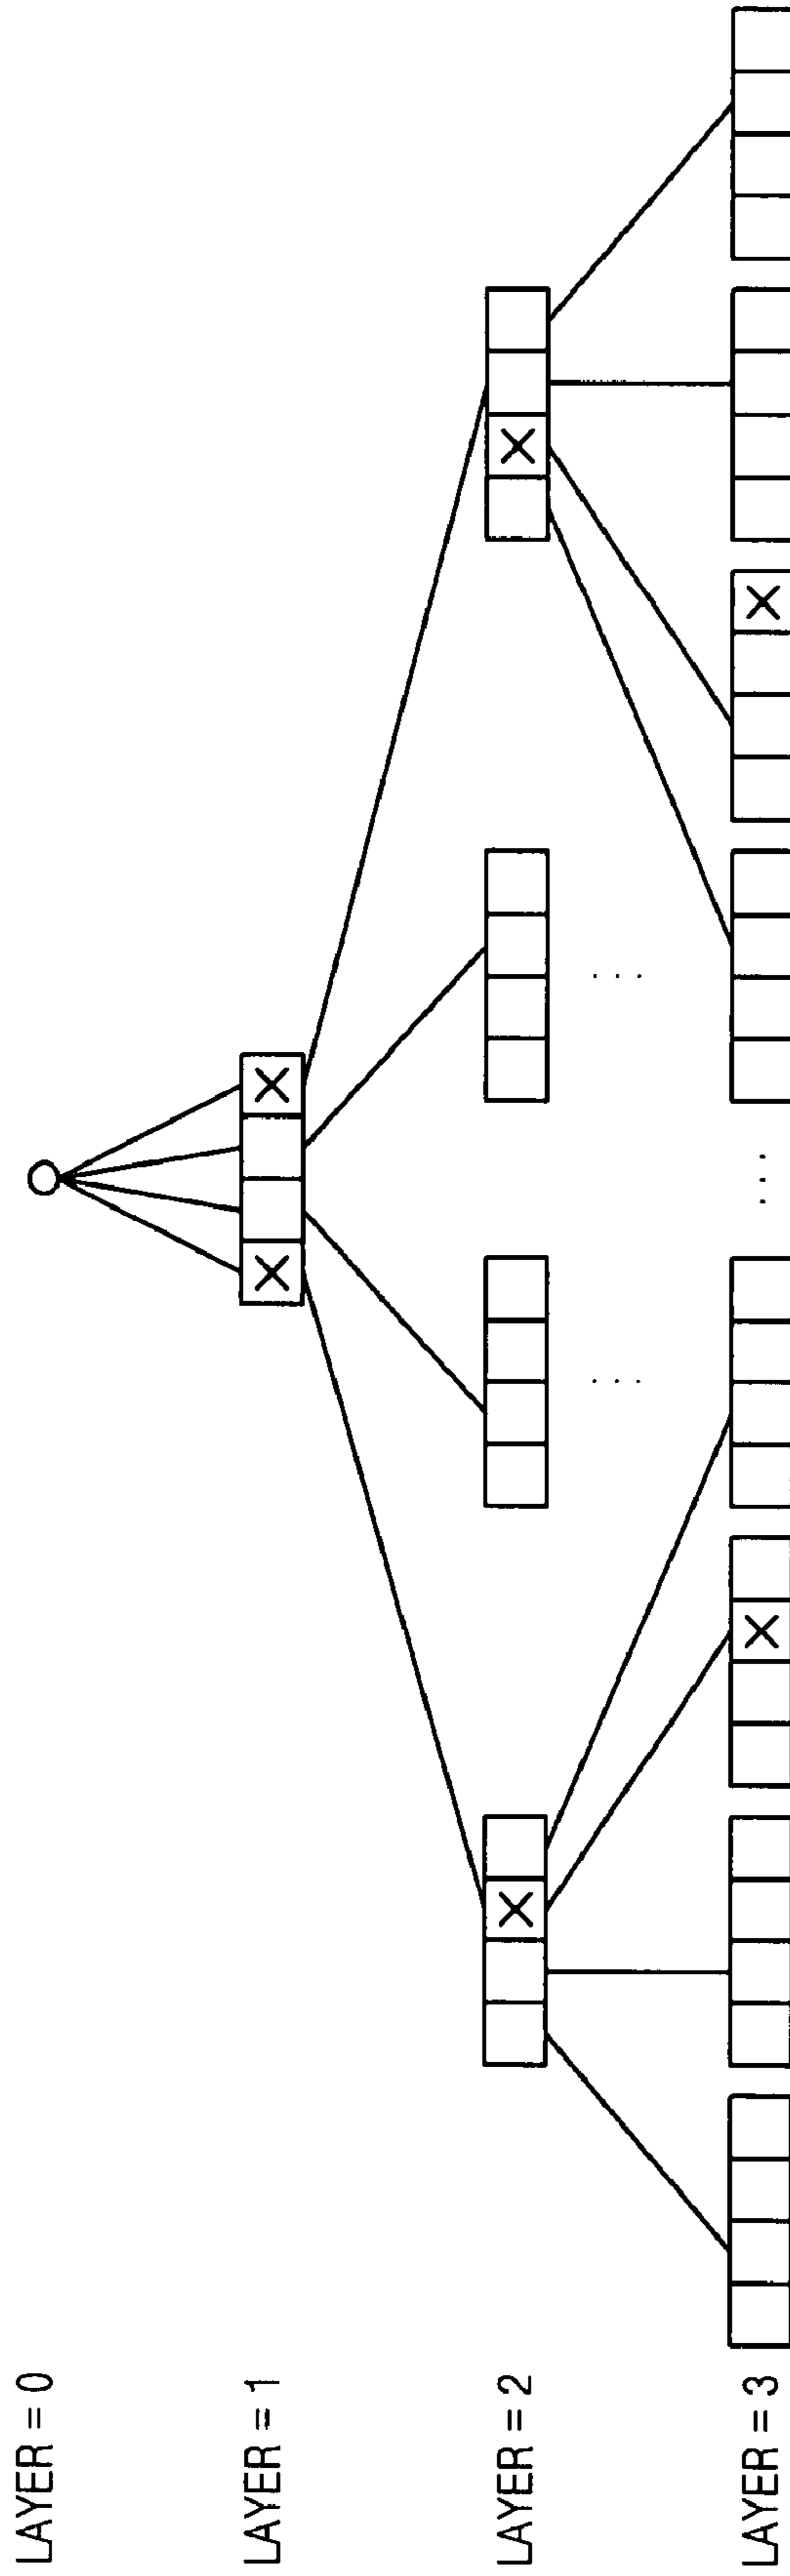 LAYER = 0
LAYER = 1
LAYER = 2
LAYER = 3